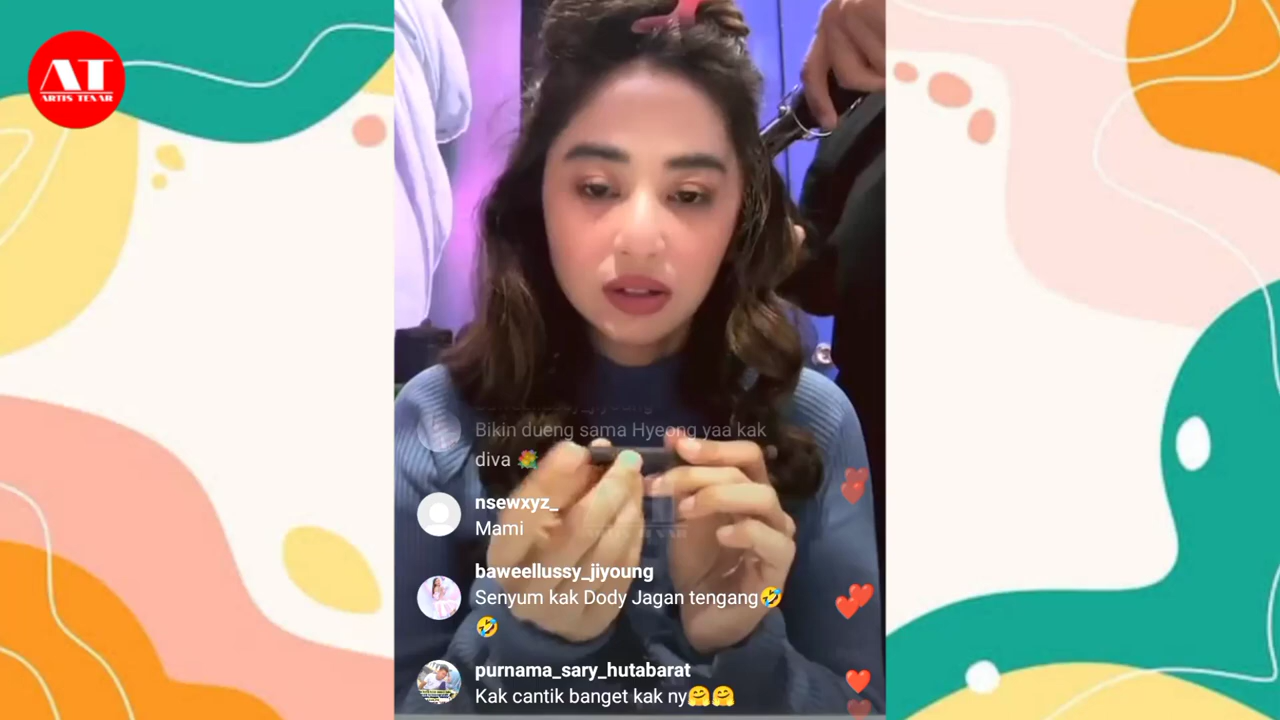 AT
ARTIS TENAR
Bikin dueng sama Hyeong yaa kak
diva 💐
nsewxyz_
Mami
baweellussy_jiyoung
Senyum kak Dody Jagan tengang🤣
🤣
purnama_sary_hutabarat
Kak cantik banget kak ny🤗🤗